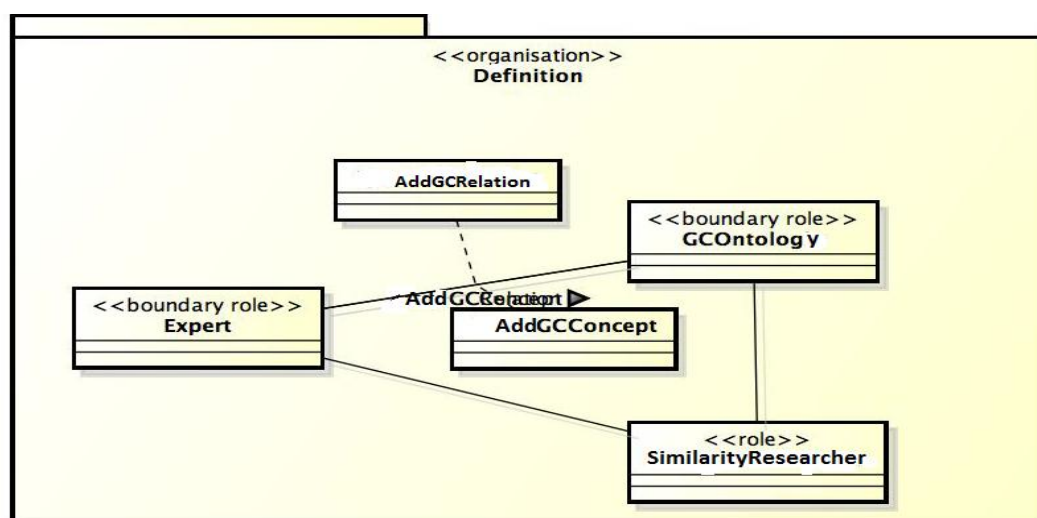 <<organisation>>
Definition
AddGCRelation
<<boundary role>>
GCOntology
<<boundary role>>
Expert
AddGCConcept
<<role>>
SimilarityResearcher